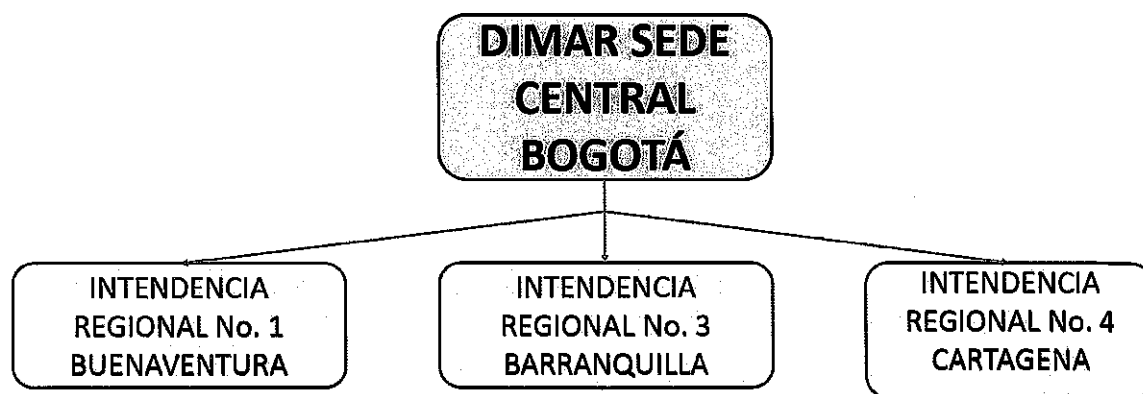 DIMAR SEDE
CENTRAL
BOGOTÁ
INTENDENCIA
REGIONAL No. 1
BUENAVENTURA
INTENDENCIA
REGIONAL No. 3
BARRANQUILLA
INTENDENCIA
REGIONAL No. 4
CARTAGENA